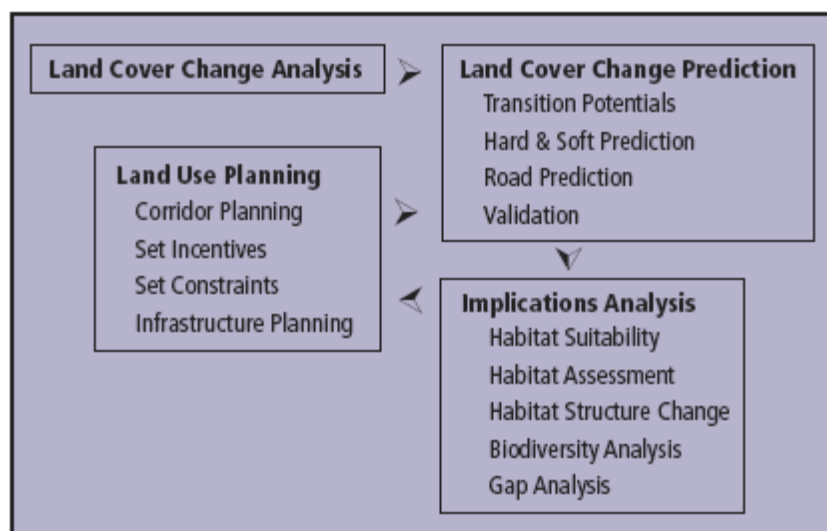 Land Cover Change Analysis
Land Cover Change Prediction
Transition Potentials
Hard & Soft Prediction
Road Prediction
Validation
Land Use Planning
Corridor Planning
Set Incentives
Set Constraints
Infrastructure Planning
Implications Analysis
Habitat Suitability
Habitat Assessment
Habitat Structure Change
Biodiversity Analysis
Gap Analysis